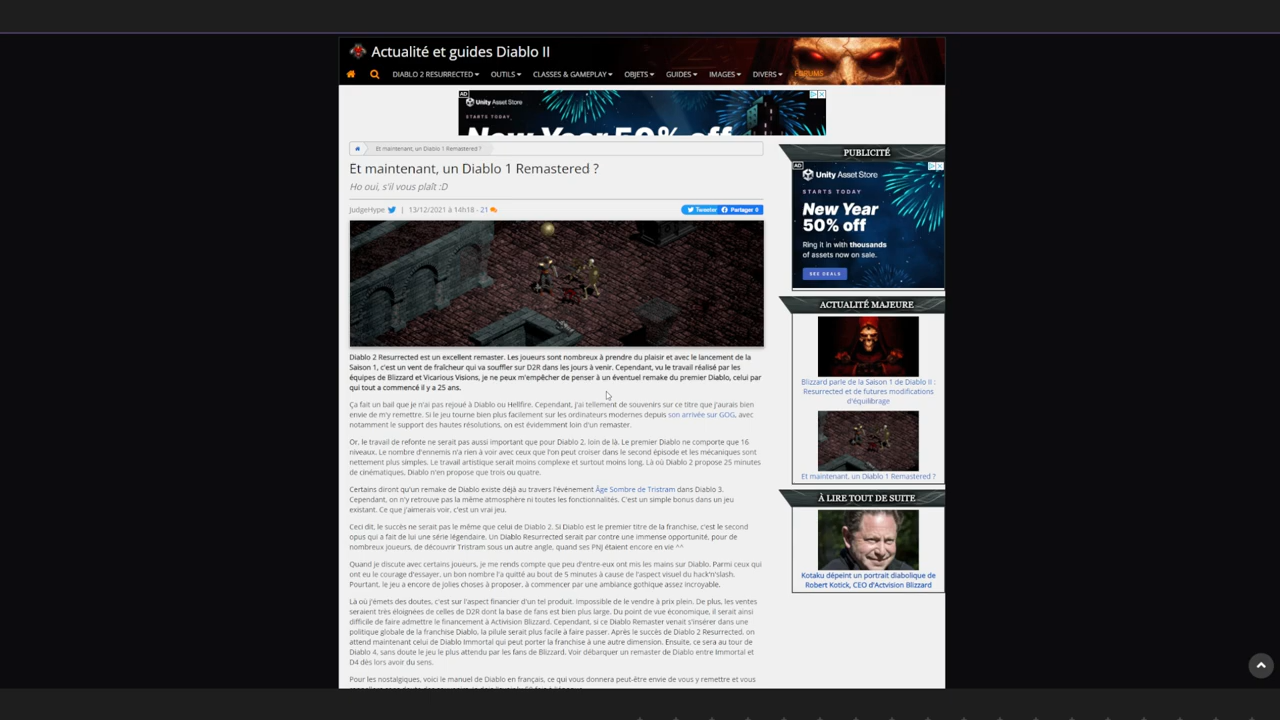 Actualité et guides Diablo II
DIABLO 2 RESURRECTED OUTILS CLASSES & GAMEPLAY OBJETS GUIDES IMAGES DIVERS FORUMS
AD
Unity Asset Store
STARTS TODAY
New Year 50% off
Et maintenant, un Diablo 1 Remastered ?
Et maintenant, un Diablo 1 Remastered ?
Ho oui, s'il vous plaît :D
JudgeHype | 13/12/2021 à 14h18 - 21
Tweeter Partager 0
Diablo 2 Resurrected est un excellent remaster. Les joueurs sont nombreux à prendre du plaisir et avec le lancement de la
Saison 1, c'est un vent de fraîcheur qui va souffler sur D2R dans les jours à venir. Cependant, vu le travail réalisé par les
équipes de Blizzard et Vicarious Visions, je ne peux m'empêcher de penser à un éventuel remake du premier Diablo, celui par
qui tout a commencé il y a 25 ans.
Ça fait un bail que je n'ai pas rejoué à Diablo ou Hellfire. Cependant, j'ai tellement de souvenirs sur ce titre que j'aurais bien
envie de m'y remettre. Si le jeu tourne bien plus facilement sur les ordinateurs modernes depuis son arrivée sur GOG, avec
notamment le support des hautes résolutions, on est évidemment loin d'un remaster.
Or, le travail de refonte ne serait pas aussi important que pour Diablo 2, loin de là. Le premier Diablo ne comporte que 16
niveaux. Le nombre d'ennemis n'a rien à voir avec ceux que l'on peut croiser dans le second épisode et les mécaniques sont
nettement plus simples. Le travail artistique serait moins complexe et surtout moins long. Là où Diablo 2 propose 25 minutes
de cinématiques, Diablo n'en propose que trois ou quatre.
Certains diront qu'un remake de Diablo existe déjà au travers l'événement Âge Sombre de Tristram dans Diablo 3.
Cependant, on n'y retrouve pas la même atmosphère ni toutes les fonctionnalités. C'est un simple bonus dans un jeu
existant. Ce que j'aimerais voir, c'est un vrai jeu.
Ceci dit, le succès ne serait pas le même que celui de Diablo 2. Si Diablo est le premier titre de la franchise, c'est le second
opus qui a fait de lui une série légendaire. Un Diablo Resurrected serait par contre une immense opportunité, pour de
nombreux joueurs, de découvrir Tristram sous un autre angle, quand ses PNJ étaient encore en vie ^^
Quand je discute avec certains joueurs, je me rends compte que peu d'entre-eux ont mis les mains sur Diablo. Parmi ceux qui
ont eu le courage d'essayer, un bon nombre l'a quitté au bout de 5 minutes à cause de l'aspect visuel du hack'n'slash.
Pourtant, le jeu a encore de jolies choses à proposer, à commencer par une ambiance gothique assez incroyable.
Là où j'émets des doutes, c'est sur l'aspect financier d'un tel produit. Impossible de le vendre à prix plein. De plus, les ventes
seraient très éloignées de celles de D2R dont la base de fans est bien plus large. Du point de vue économique, il serait ainsi
difficile de faire admettre le financement à Activision Blizzard. Cependant, si ce Diablo Remaster venait s'insérer dans une
politique globale de la franchise Diablo, la pilule serait plus facile à faire passer. Après le succès de Diablo 2 Resurrected, on
attend maintenant celui de Diablo Immortal qui peut porter la franchise à une autre dimension. Ensuite, ce sera au tour de
Diablo 4, sans doute le jeu le plus attendu par les fans de Blizzard. Voir débarquer un remaster de Diablo entre Immortal et
D4 dès lors avoir du sens.
Pour les nostalgiques, voici le manuel de Diablo en français, ce qui vous donnera peut-être envie de vous y remettre et vous
PUBLICITÉ
AD
Unity Asset Store
STARTS TODAY
New Year
50% off
Ring it in with thousands
of assets now on sale.
SEE DEALS
ACTUALITÉ MAJEURE
Blizzard parle de la Saison 1 de Diablo II :
Resurrected et de futures modifications
d'équilibrage
Et maintenant, un Diablo 1 Remastered ?
À LIRE TOUT DE SUITE
Kotaku dépeint un portrait diabolique de
Robert Kotick, CEO d'Actvision Blizzard